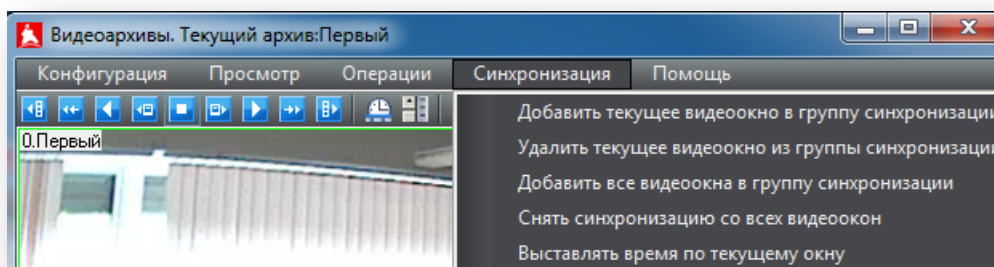 Видеоархивы. Текущий архив:Первый
Конфигурация Просмотр Операции Синхронизация Помощь
0.Первый
Добавить текущее видеоокно в группу синхронизации
Удалить текущее видеоокно из группы синхронизации
Добавить все видеоокна в группу синхронизации
Снять синхронизацию со всех видеоокон
Выставлять время по текущему окну